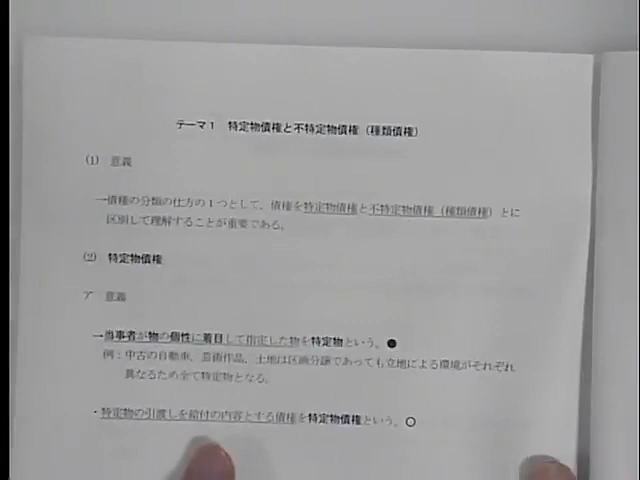 テーマ１　特定物債権と不特定物債権（種類債権）
(1)　意義
→債権の分類の仕方の１つとして、債権を特定物債権と不特定物債権（種類債権）とに
区別して理解することが重要である。
(2)　特定物債権
ア　意義
→当事者が物の個性に着目して指定した物を特定物という。●
例：中古の自動車、芸術作品、土地は区画分譲であっても立地による環境がそれぞれ
異なるため全て特定物となる。
・特定物の引渡しを給付の内容とする債権を特定物債権という。○